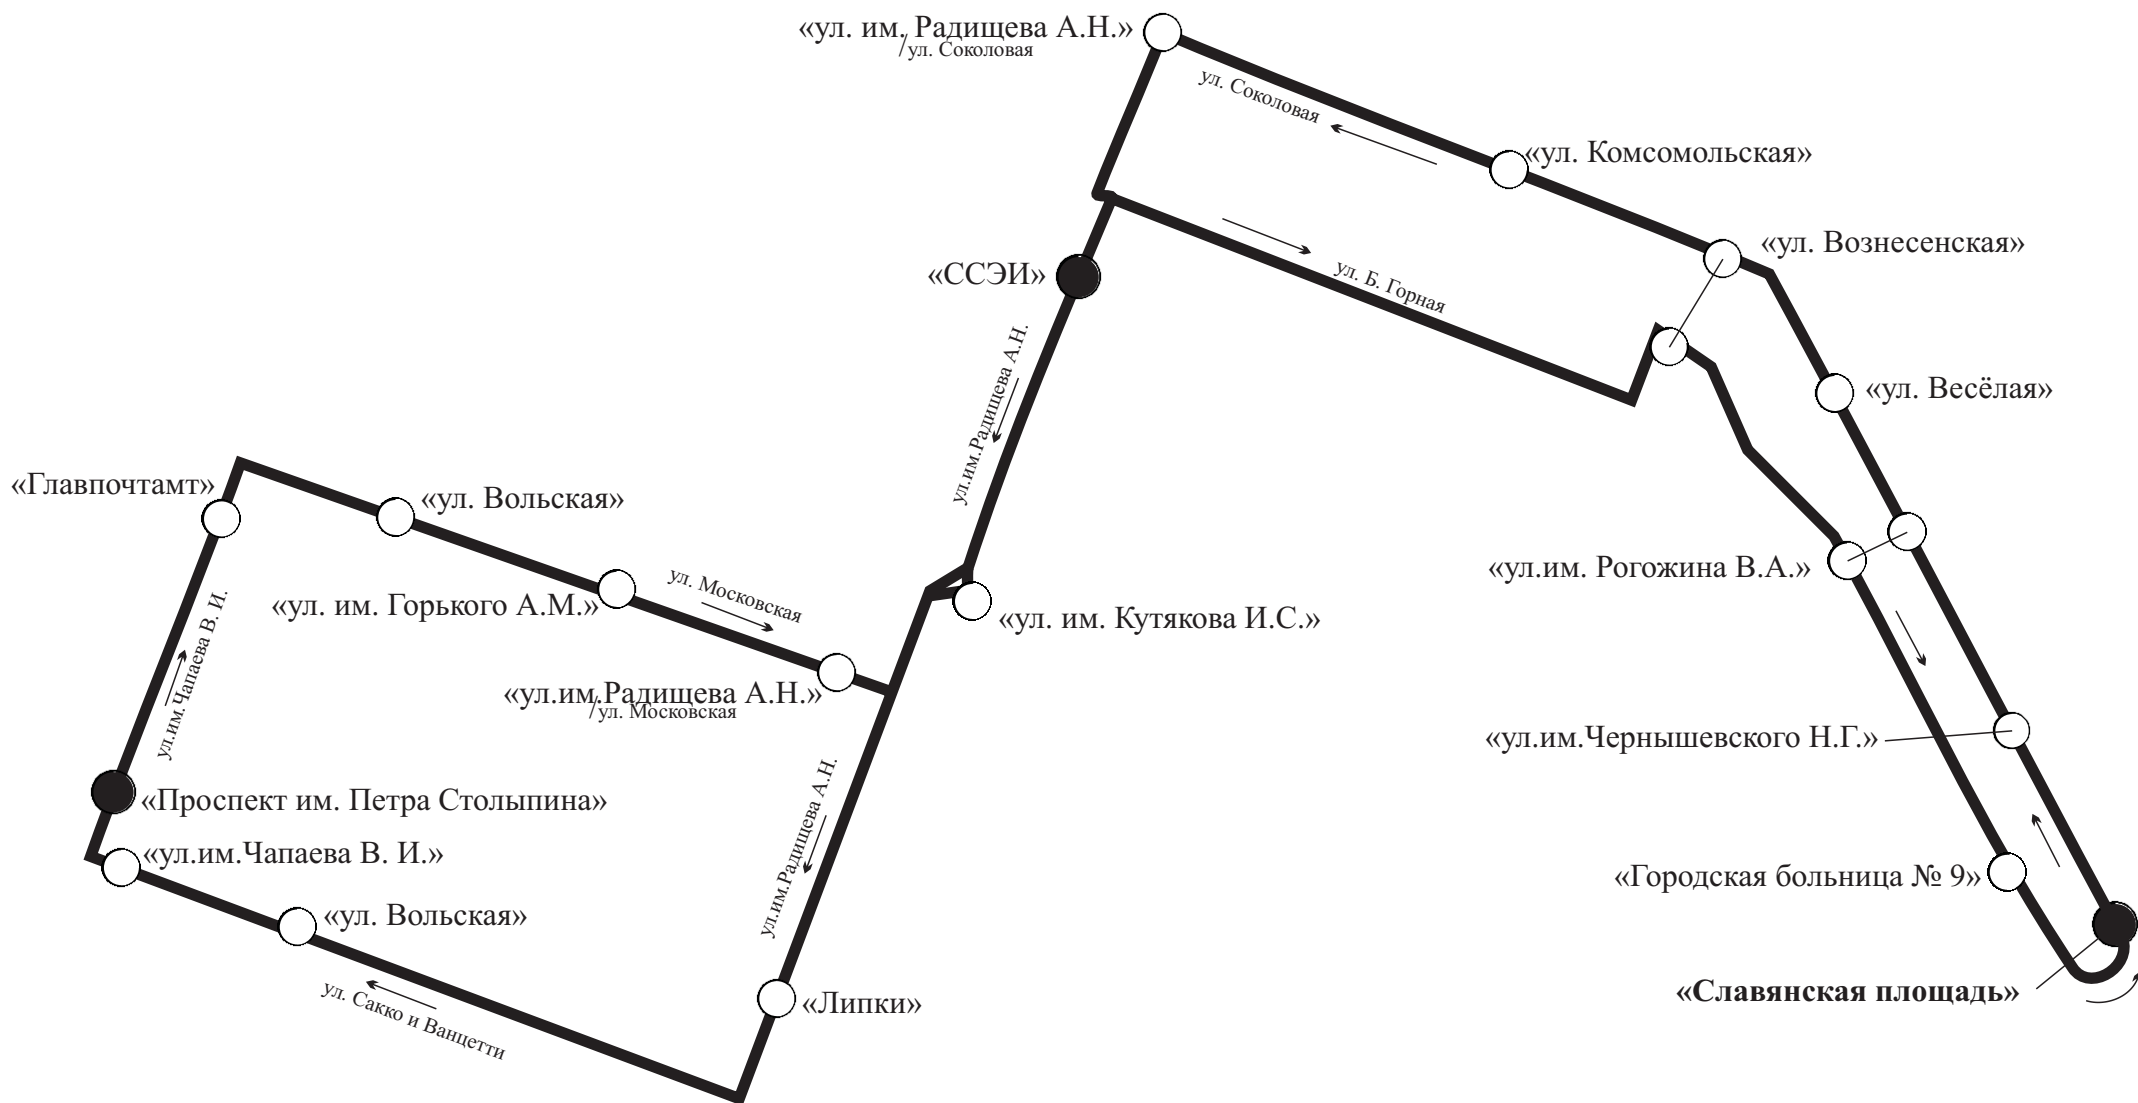 «ул. им. Радищева А.Н.»
/ул. Соколовая
ул. Соколовая
«ул. Комсомольская»
«ул. Вознесенская»
«ССЭИ»
ул. Б. Горная
«ул. Весёлая»
ул.им.Радищева А.Н.
«Главпочтамт»
«ул. Вольская»
«ул.им. Рогожина В.А.»
ул. Московская
«ул. им. Горького А.М.»
«ул. им. Кутякова И.С.»
ул.им.Чапаева В. И.
«ул.им.Радищева А.Н.»
/ул. Московская
«ул.им.Чернышевского Н.Г.»
«Проспект им. Петра Столыпина»
ул.им.Радищева А.Н.
«ул.им.Чапаева В. И.»
«Городская больница № 9»
«ул. Вольская»
«Славянская площадь»
«Липки»
ул. Сакко и Ванцетти